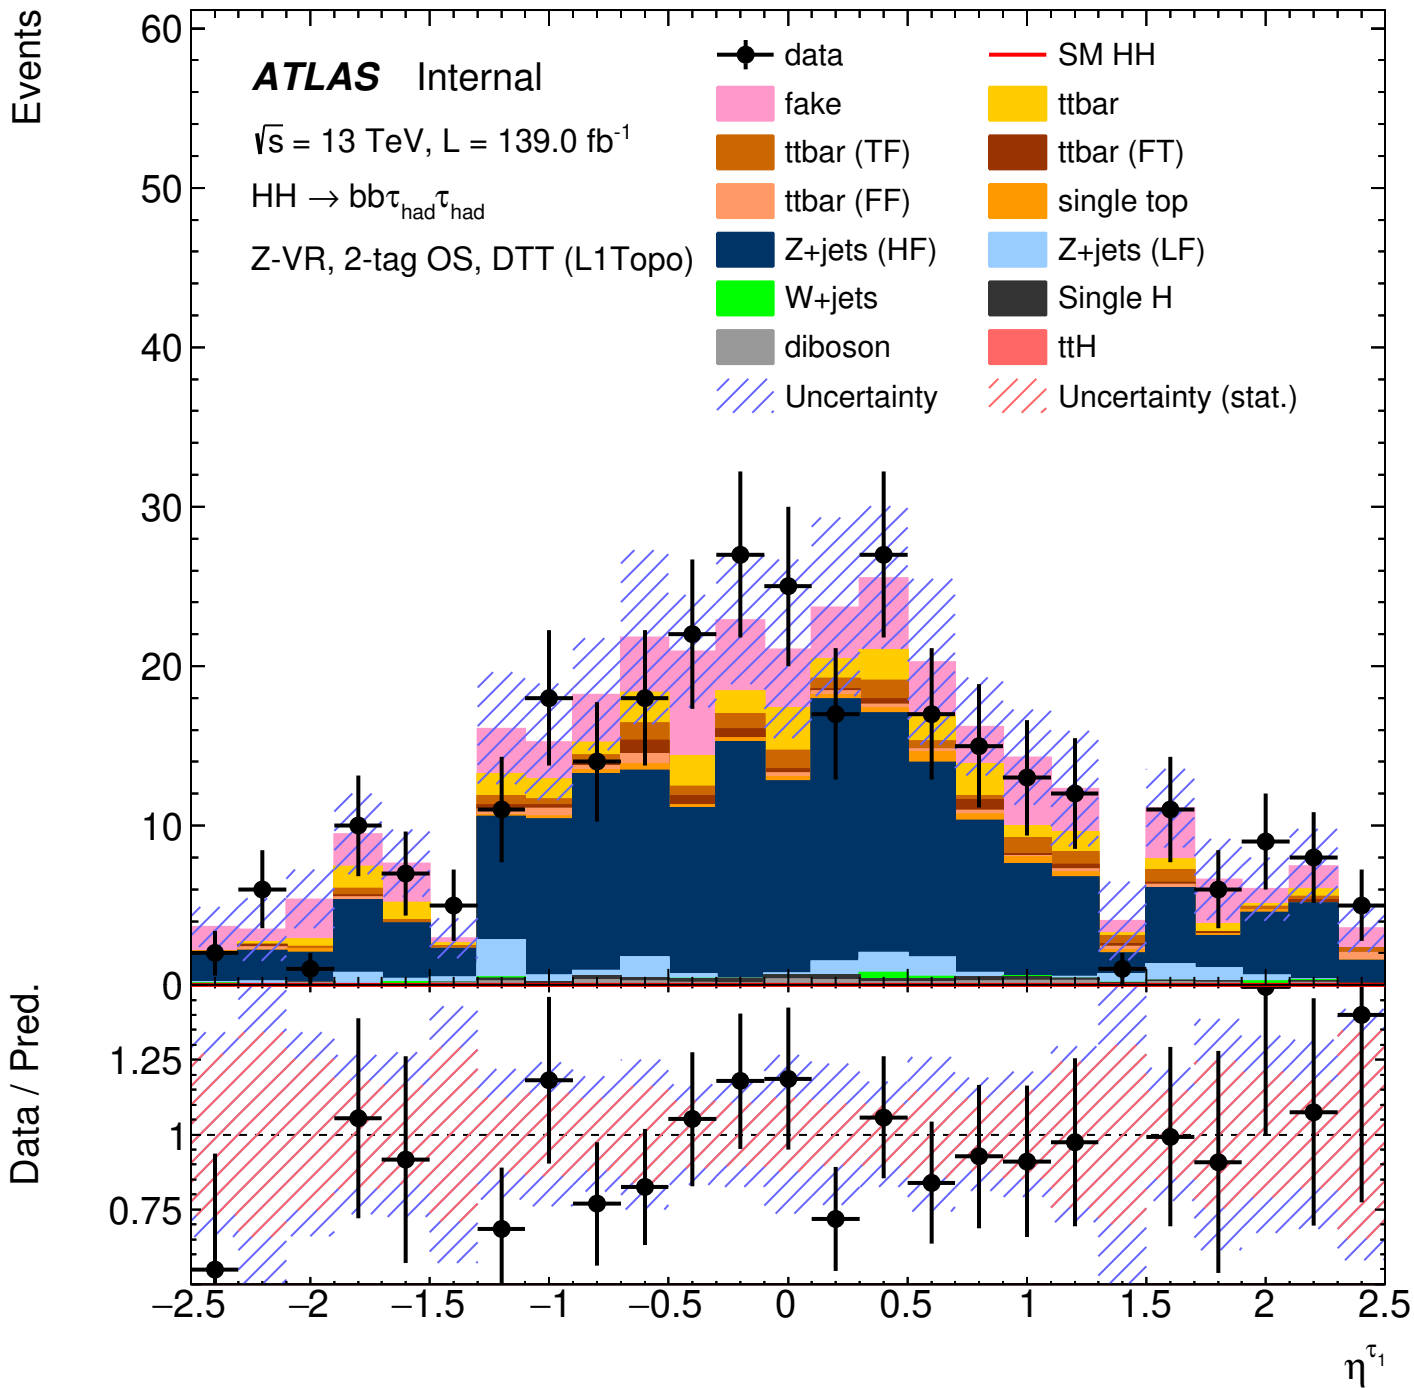 Events
60
50
40
30
20
10
0
ATLAS Internal
√s = 13 TeV, L = 139.0 fb⁻¹
HH → bbτhadτhad
Z-VR, 2-tag OS, DTT (L1Topo)
data
SM HH
fake
ttbar
ttbar (TF)
ttbar (FT)
ttbar (FF)
single top
Z+jets (HF)
Z+jets (LF)
W+jets
Single H
diboson
ttH
Uncertainty
Uncertainty (stat.)
Data / Pred.
1.25
1
0.75
−2.5 −2 −1.5 −1 −0.5 0 0.5 1 1.5 2 2.5
η^τ₁